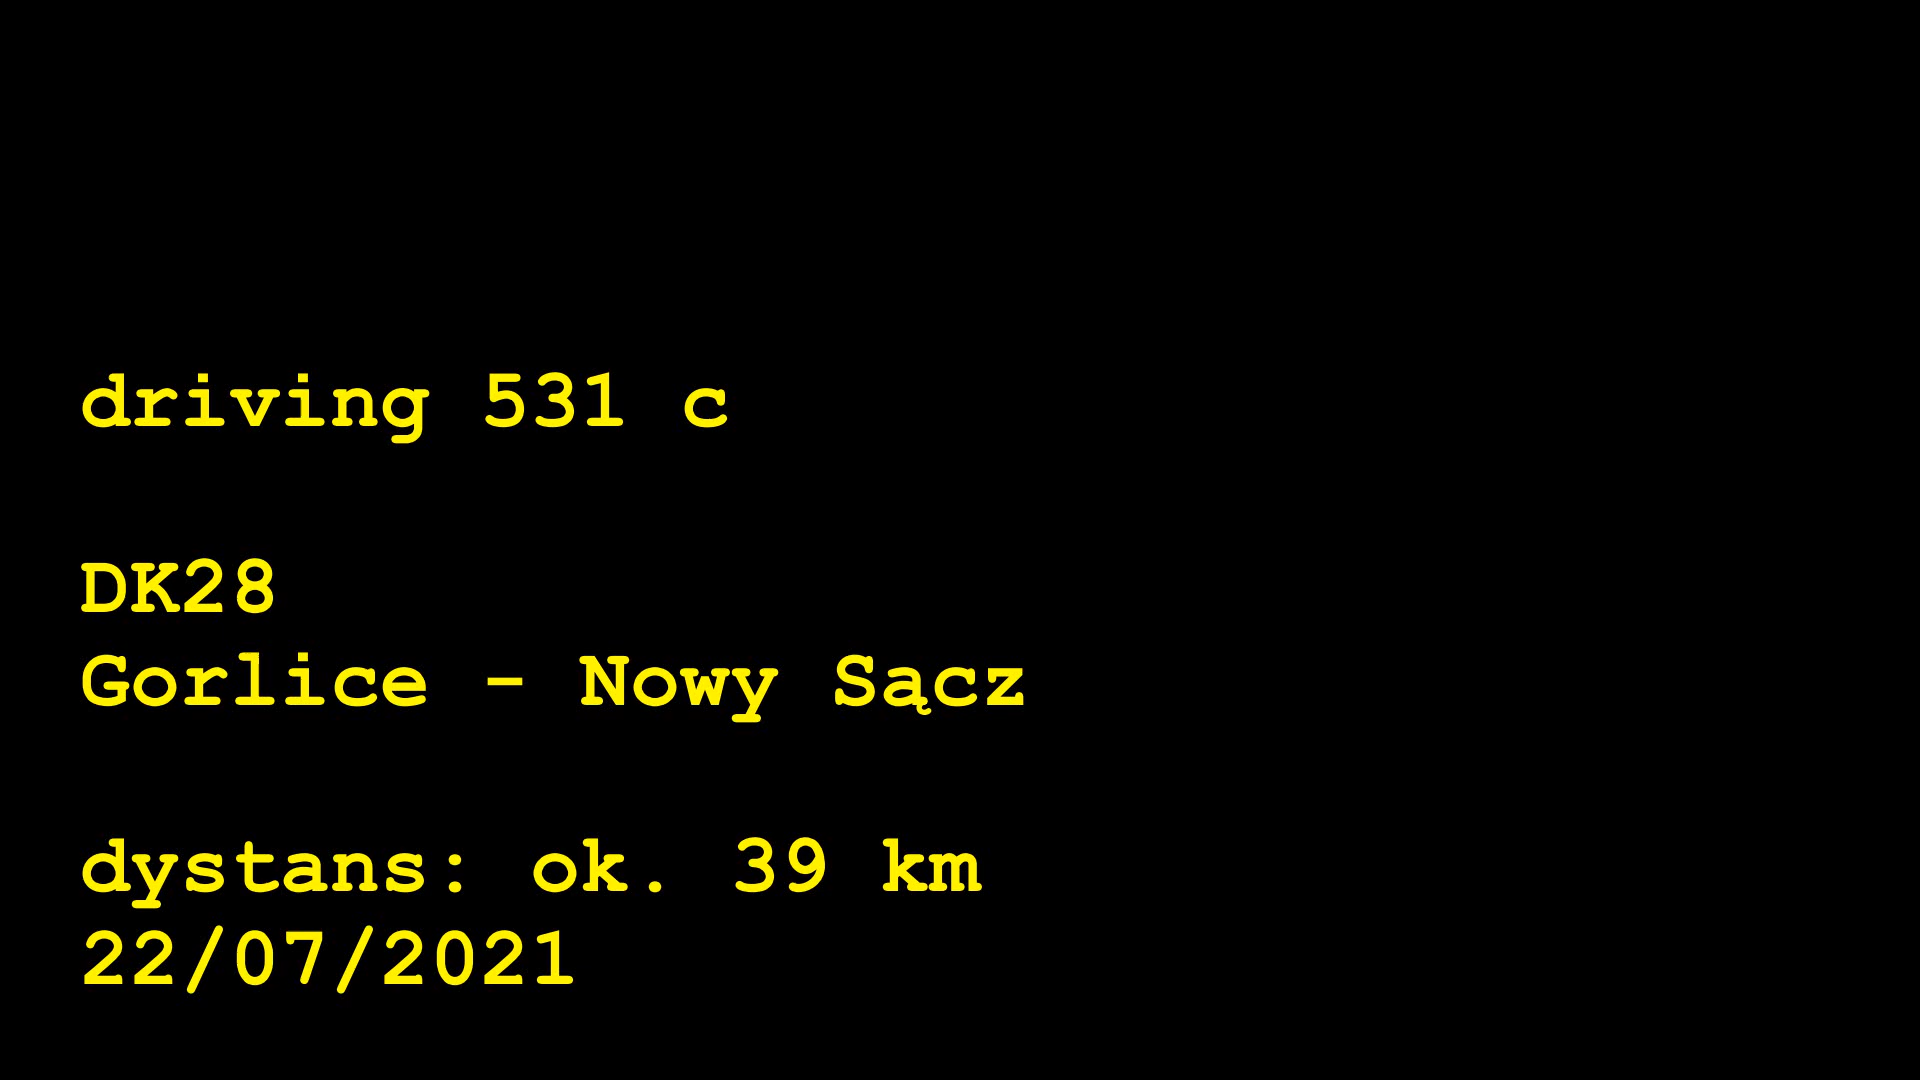 driving 531 c
DK28
Gorlice - Nowy Sącz
dystans: ok. 39 km
22/07/2021